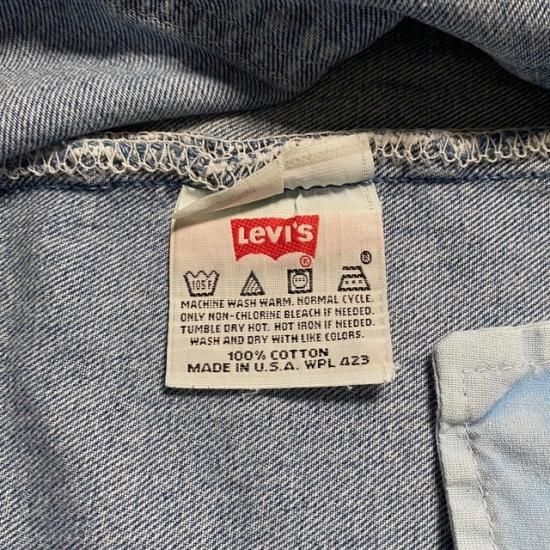 Levi's
®
105F
MACHINE WASH WARM. NORMAL CYCLE.
ONLY NON-CHLORINE BLEACH IF NEEDED.
TUMBLE DRY HOT. HOT IRON IF NEEDED.
WASH AND DRY WITH LIKE COLORS.
100% COTTON
MADE IN U.S.A. WPL 423